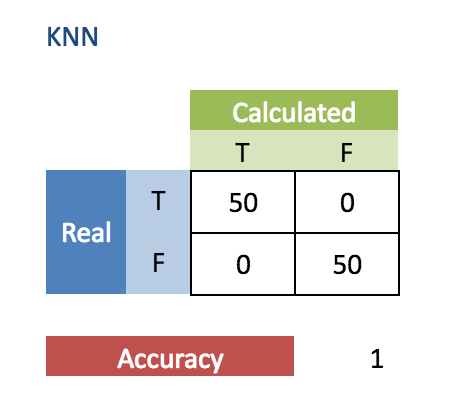 KNN
Calculated
T F
T 50 0
Real
F 0 50
Accuracy 1